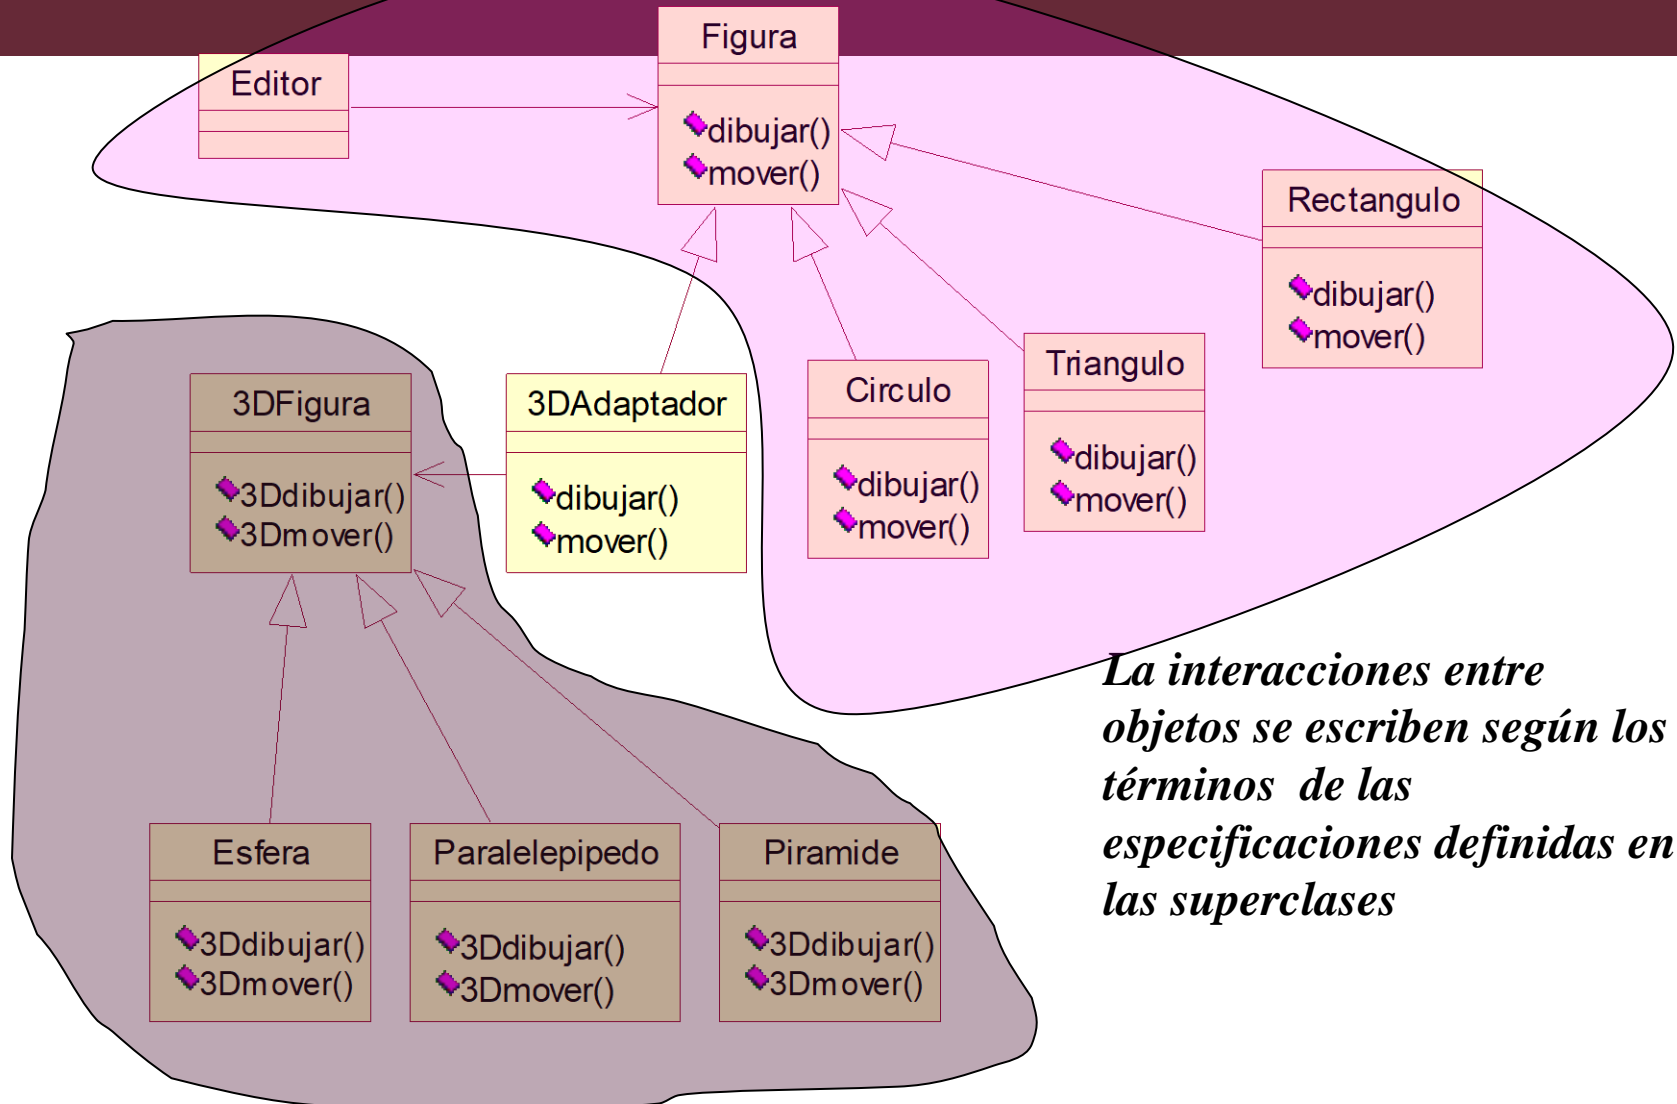 Figura
dibujar()
mover()
Editor
Rectangulo
dibujar()
mover()
Triangulo
dibujar()
mover()
Circulo
dibujar()
mover()
3DAdaptador
dibujar()
mover()
3DFigura
3Ddibujar()
3Dmover()
Esfera
3Ddibujar()
3Dmover()
Paralelepipedo
3Ddibujar()
3Dmover()
Piramide
3Ddibujar()
3Dmover()
La interacciones entre
objetos se escriben según los
términos de las
especificaciones definidas en
las superclases